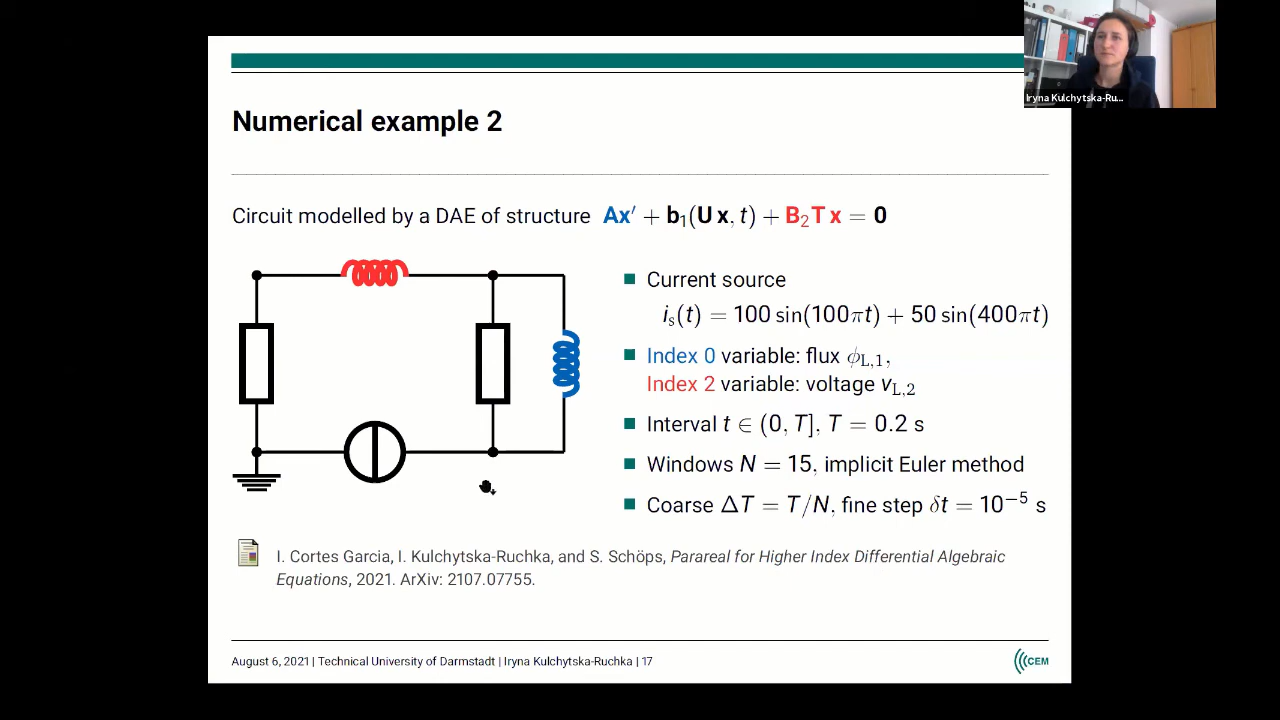 Iryna Kulchytska-Ru...
Numerical example 2
Circuit modelled by a DAE of structure Ax′ + b₁(U x, t) + B₂T x = 0
Current source
iₛ(t) = 100 sin(100πt) + 50 sin(400πt)
Index 0 variable: flux ϕ_L,1,
Index 2 variable: voltage v_L,2
Interval t ∈ (0, T], T = 0.2 s
Windows N = 15, implicit Euler method
Coarse ΔT = T/N, fine step δt = 10⁻⁵ s
I. Cortes Garcia, I. Kulchytska-Ruchka, and S. Schöps, Parareal for Higher Index Differential Algebraic
Equations, 2021. ArXiv: 2107.07755.
August 6, 2021 | Technical University of Darmstadt | Iryna Kulchytska-Ruchka | 17
CEM